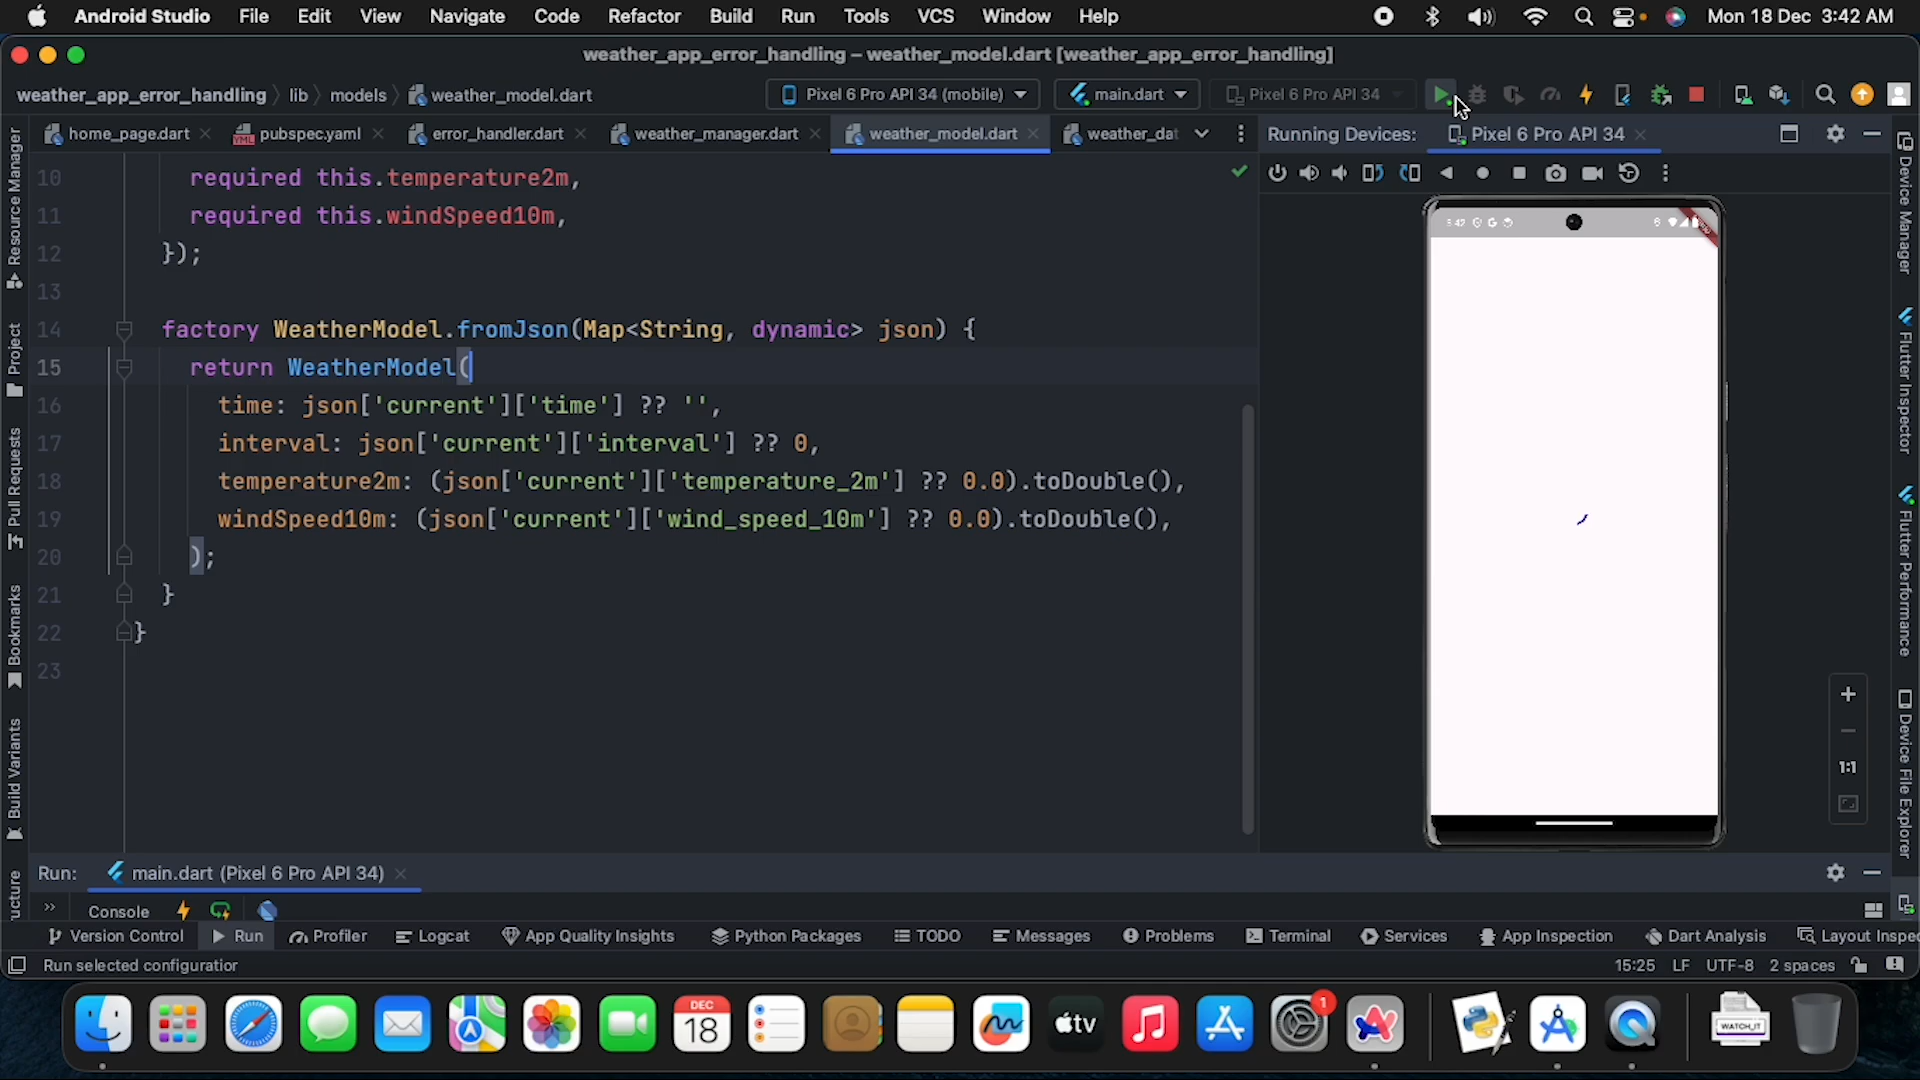 Android Studio File Edit View Navigate Code Refactor Build Run Tools VCS Window Help Mon 18 Dec 3:42 AM
weather_app_error_handling – weather_model.dart [weather_app_error_handling]
weather_app_error_handling lib models weather_model.dart Pixel 6 Pro API 34 (mobile) main.dart Pixel 6 Pro API 34
home_page.dart pubspec.yaml error_handler.dart weather_manager.dart weather_model.dart weather_dat Running Devices: Pixel 6 Pro API 34
10 required this.temperature2m,
11 required this.windSpeed10m,
12 });
13
14 factory WeatherModel.fromJson(Map<String, dynamic> json) {
15 return WeatherModel(
16 time: json['current']['time'] ?? '',
17 interval: json['current']['interval'] ?? 0,
18 temperature2m: (json['current']['temperature_2m'] ?? 0.0).toDouble(),
19 windSpeed10m: (json['current']['wind_speed_10m'] ?? 0.0).toDouble(),
20 );
21 }
22 }
23
Resource Manager
Project
Pull Requests
Bookmarks
Build Variants
ucture
Device Manager
Flutter Inspector
Flutter Performance
Device File Explorer
1:1
Run: main.dart (Pixel 6 Pro API 34)
Console
Version Control Run Profiler Logcat App Quality Insights Python Packages TODO Messages Problems Terminal Services App Inspection Dart Analysis Layout Inspec
Run selected configuratior 15:25 LF UTF-8 2 spaces
DEC
18
tv
1
WATCH_IT